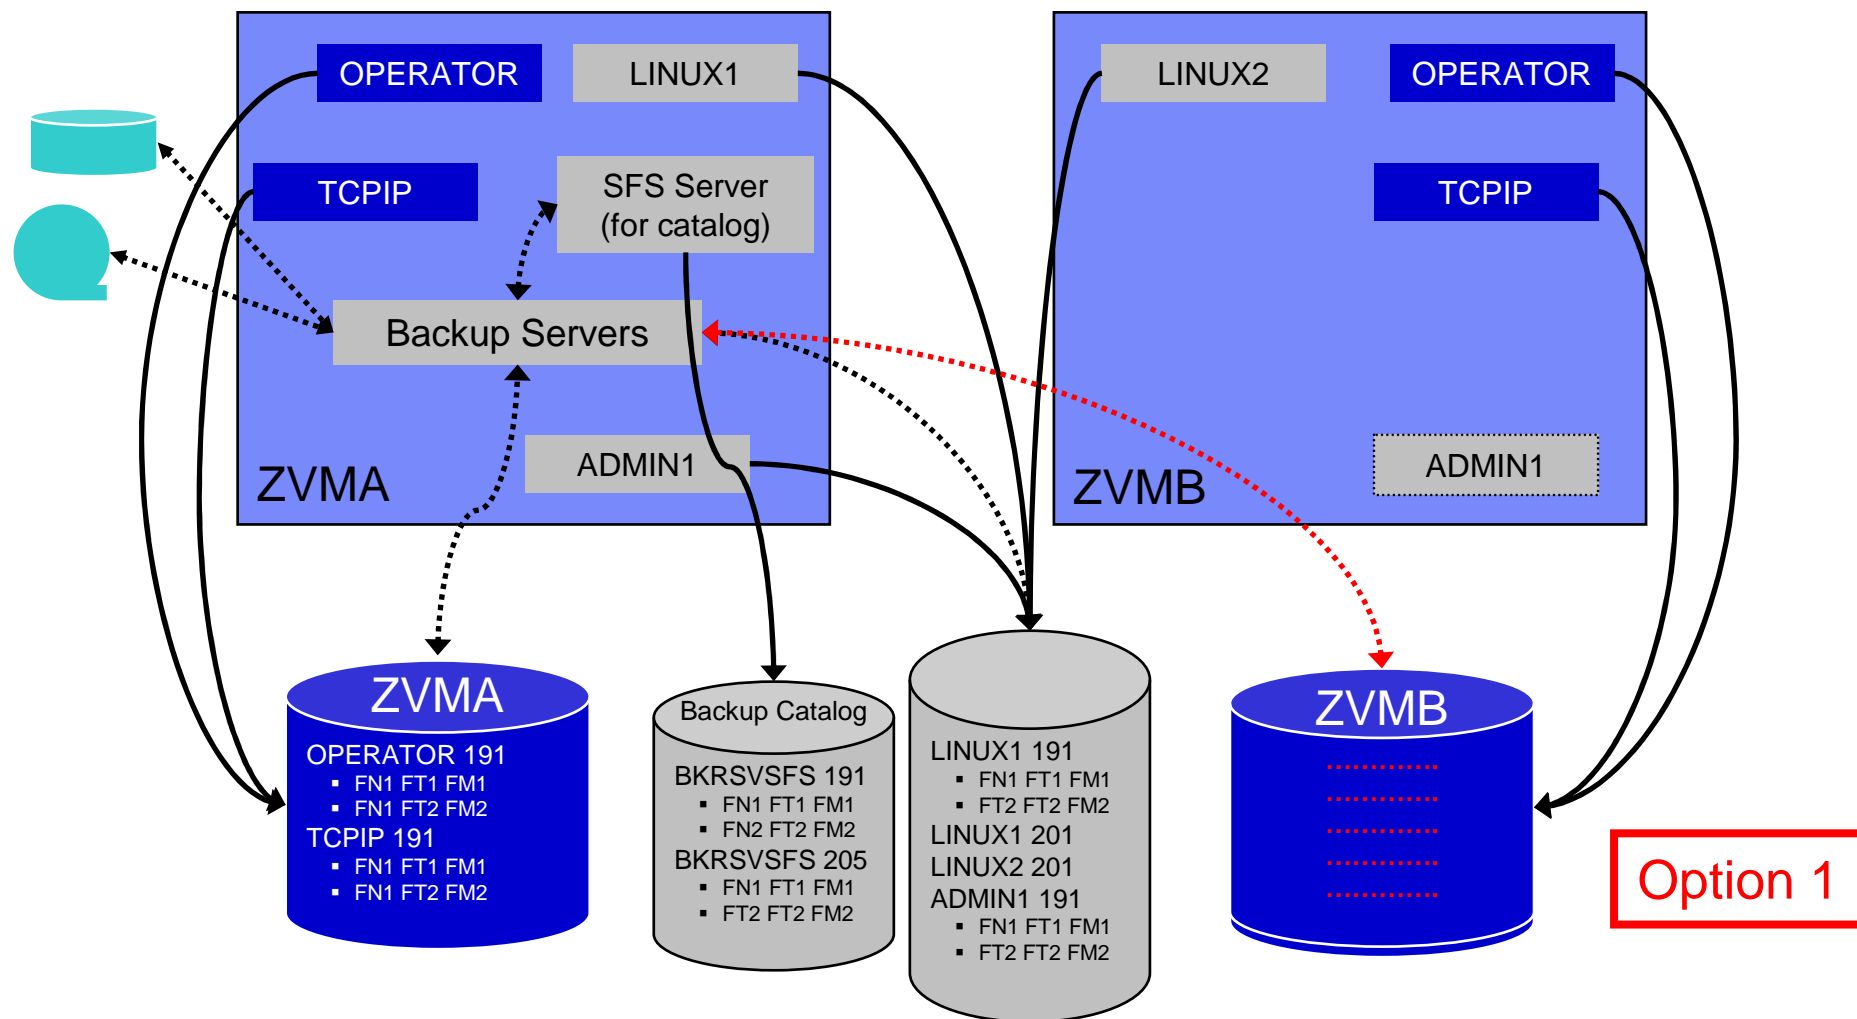 OPERATOR
LINUX1
TCPIP
SFS Server
(for catalog)
Backup Servers
ADMIN1
ZVMA
LINUX2
OPERATOR
TCPIP
ADMIN1
ZVMB
ZVMA
OPERATOR 191
▪ FN1 FT1 FM1
▪ FN1 FT2 FM2
TCPIP 191
▪ FN1 FT1 FM1
▪ FN1 FT2 FM2
Backup Catalog
BKRSVSFS 191
▪ FN1 FT1 FM1
▪ FN2 FT2 FM2
BKRSVSFS 205
▪ FN1 FT1 FM1
▪ FT2 FT2 FM2
LINUX1 191
▪ FN1 FT1 FM1
▪ FT2 FT2 FM2
LINUX1 201
LINUX2 201
ADMIN1 191
▪ FN1 FT1 FM1
▪ FT2 FT2 FM2
ZVMB
Option 1